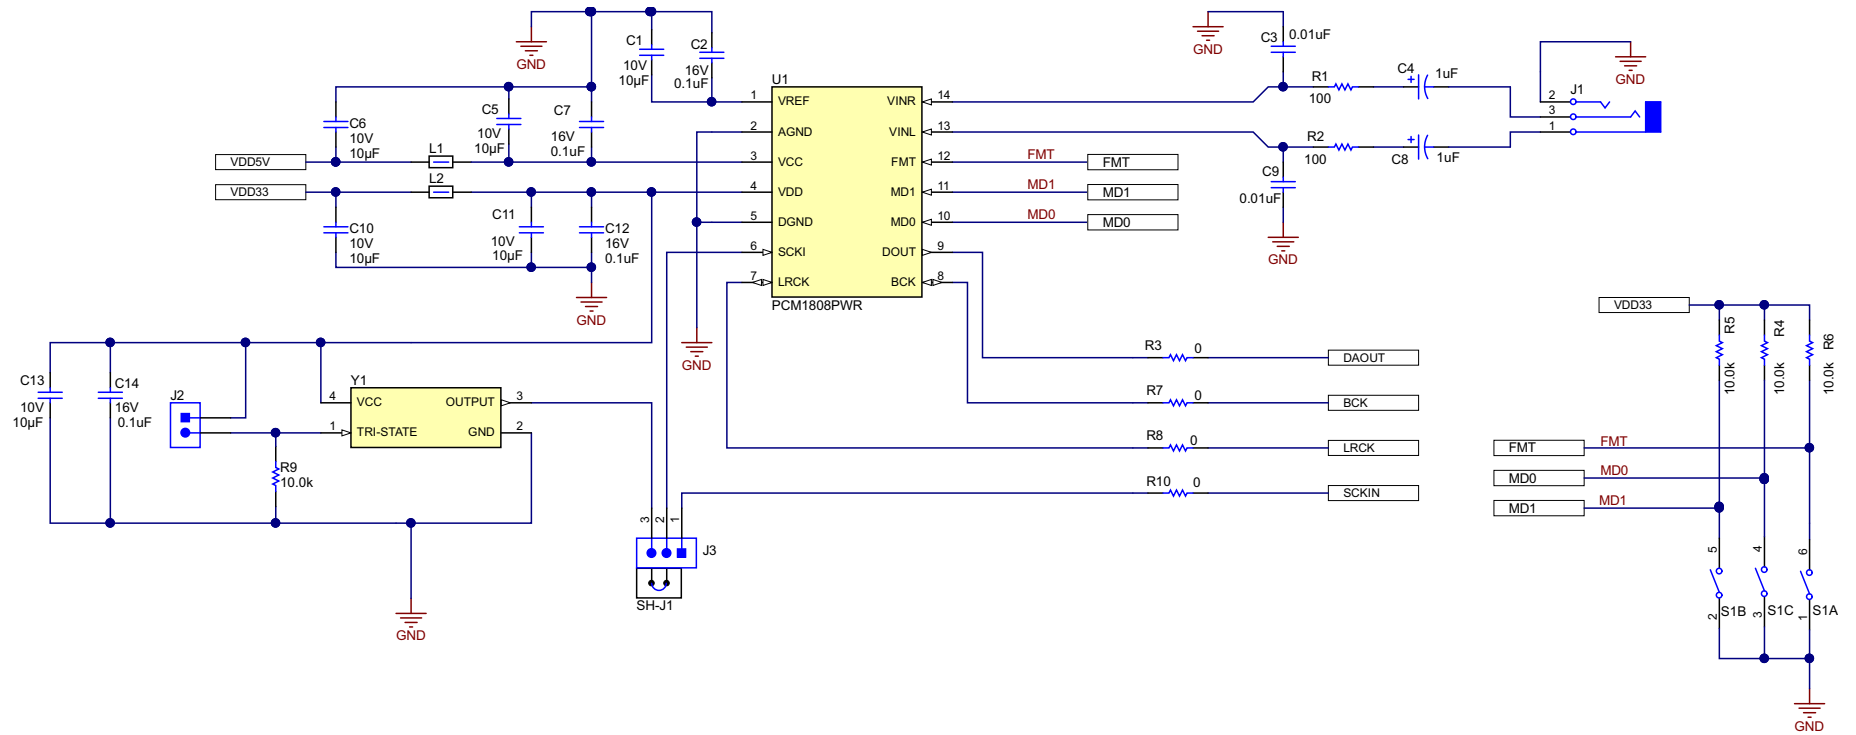 GND
C1
10V
10µF
C2
16V
0.1uF
C6
10V
10µF
C5
10V
10µF
C7
16V
0.1uF
VDD5V
L1
VDD33
L2
C10
10V
10µF
C11
10V
10µF
C12
16V
0.1uF
GND
U1
1 VREF VINR 14
2 AGND VINL 13
3 VCC FMT 12
4 VDD MD1 11
5 DGND MD0 10
6 SCKI DOUT 9
7 LRCK BCK 8
PCM1808PWR
GND
GND
C3 0.01uF
R1
100
C4 1uF
R2
100
C8 1uF
C9
0.01uF
GND
GND
J1
2
3
1
FMT FMT
MD1 MD1
MD0 MD0
C13
10V
10µF
C14
16V
0.1uF
J2
Y1
4 VCC OUTPUT 3
1 TRI-STATE GND 2
R9
10.0k
GND
R3 0 DAOUT
R7 0 BCK
R8 0 LRCK
R10 0 SCKIN
3 2 1
J3
SH-J1
VDD33
R5
10.0k
R4
10.0k
R6
10.0k
FMT FMT
MD0 MD0
MD1 MD1
5 4 6
S1B S1C S1A
2 3 1
GND